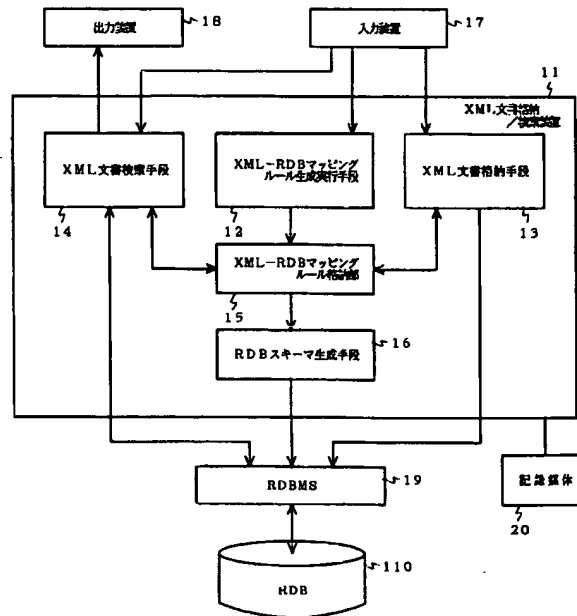 出力装置
18
入力装置
17
11
XML文書格納
/検索装置
XML文書検索手段
14
XML-RDBマッピング
ルール生成実行手段
12
XML文書格納手段
13
XML-RDBマッピング
ルール格納部
15
RDBスキーマ生成手段
16
RDBMS
19
記録媒体
20
RDB
110